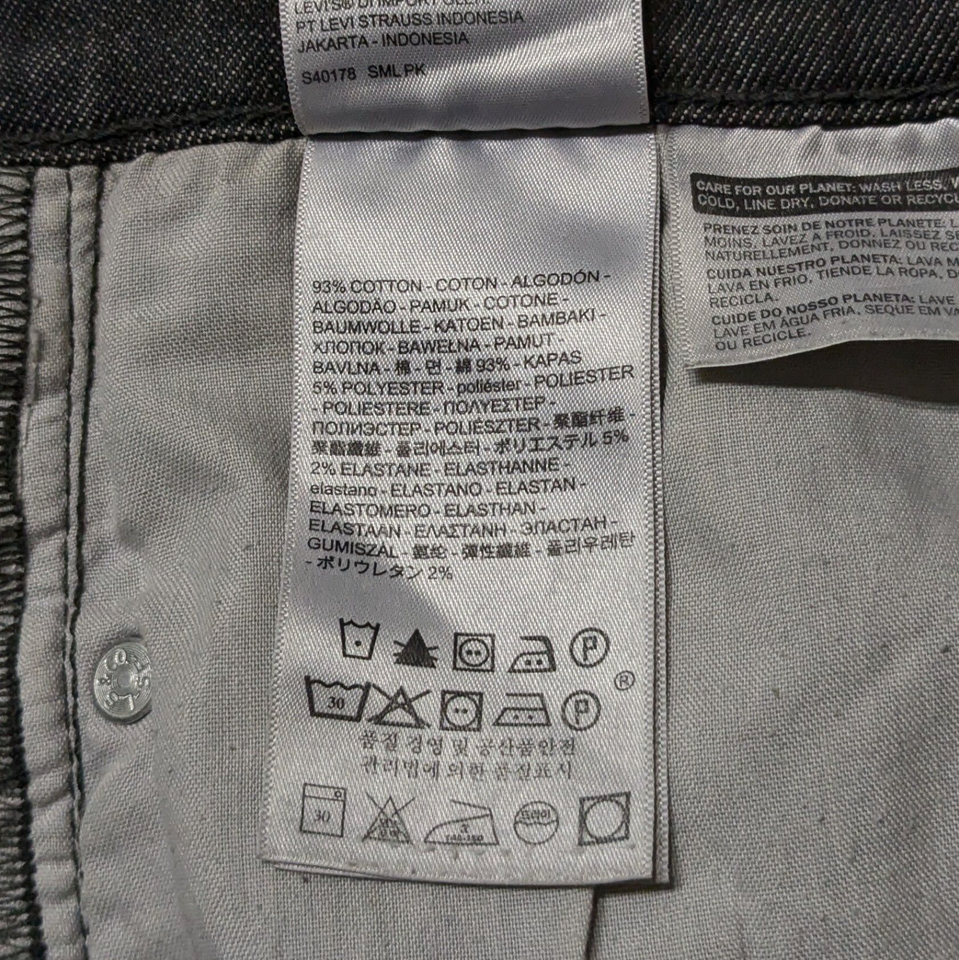 PT LEVI STRAUSS INDONESIA
JAKARTA - INDONESIA
S40178 SML PK
93% COTTON - COTON - ALGODÓN -
ALGODÃO - PAMUK - COTONE -
BAUMWOLLE - KATOEN - BAMBAKI -
ХЛОПОК - BAWEŁNA - PAMUT -
BAVLNA - 棉 - 면 - 綿 93% - KAPAS
5% POLYESTER - poliéster - POLIESTER
- POLIESTERE - ΠΟΛΥΕΣΤΕΡ -
ПОЛИЭСТЕР - POLIÉSZTER - 聚酯纤维 -
聚酯纖維 - 폴리에스터 - ポリエステル 5%
2% ELASTANE - ELASTHANNE -
elastano - ELASTANO - ELASTAN -
ELASTOMERO - ELASTHAN -
ELASTAAN - ΕΛΑΣΤΑΝΗ - ЭЛАСТАН -
GUMISZAL - 氨纶 - 彈性纖維 - 폴리우레탄
- ポリウレタン 2%
P
30 P ®
품질 경영 및 공산품안전
관리법에 의한 품질표시
30 140-160 드라이
CARE FOR OUR PLANET: WASH LESS,
COLD, LINE DRY, DONATE OR
PRENEZ SOIN DE NOTRE PLANETE:
MOINS, LAVEZ A FROID, LAISSEZ
NATURELLEMENT, DONNEZ OU
CUIDA NUESTRO PLANETA: LAVA
LAVA EN FRIO, TIENDE LA ROPA,
RECICLA.
CUIDE DO NOSSO PLANETA: LAVE
LAVE EM ÁGUA FRIA, SEQUE EM
OU RECICLE.